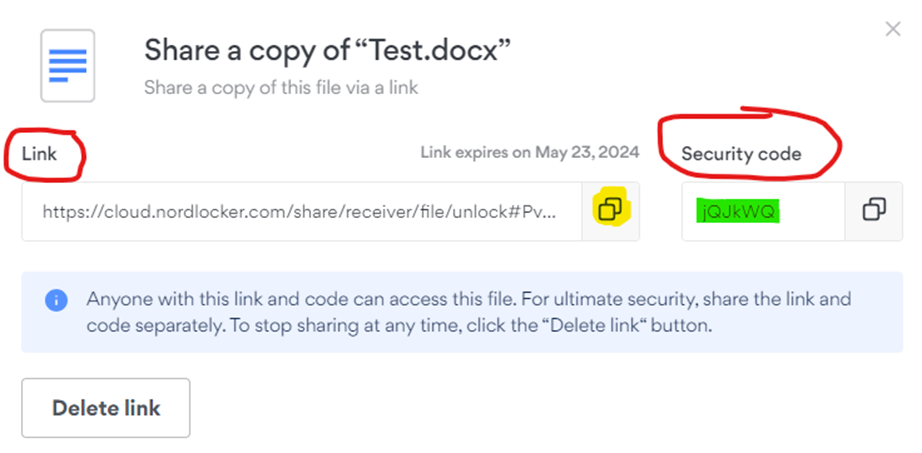 Share a copy of “Test.docx”
Share a copy of this file via a link
Link
Link expires on May 23, 2024
Security code
https://cloud.nordlocker.com/share/receiver/file/unlock#Pv...
jQJkWQ
Anyone with this link and code can access this file. For ultimate security, share the link and
code separately. To stop sharing at any time, click the “Delete link“ button.
Delete link